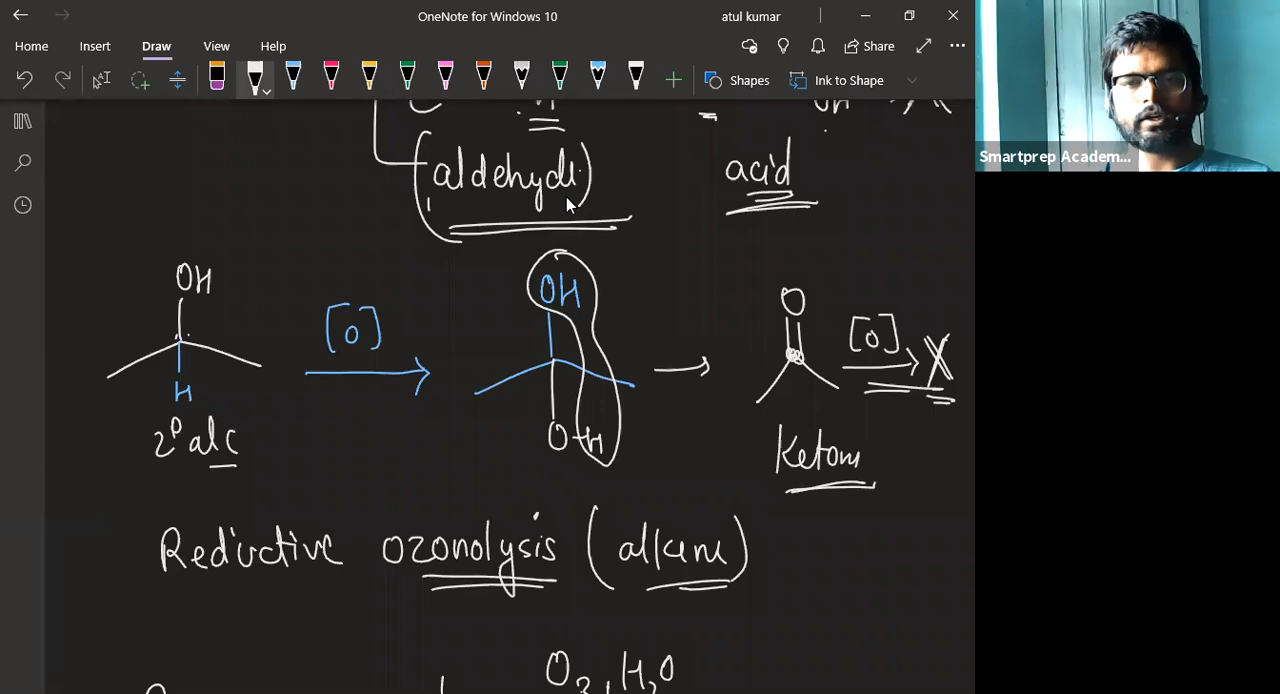 OneNote for Windows 10
atul kumar
Home Insert Draw View Help
Share
Shapes Ink to Shape
Smartprep Academ...
(aldehyde)
acid
OH
H
2° alc
[O]
OH
O-H
O
[O]
X
Ketone
Reductive ozonolysis (alkene)
O3, H2O